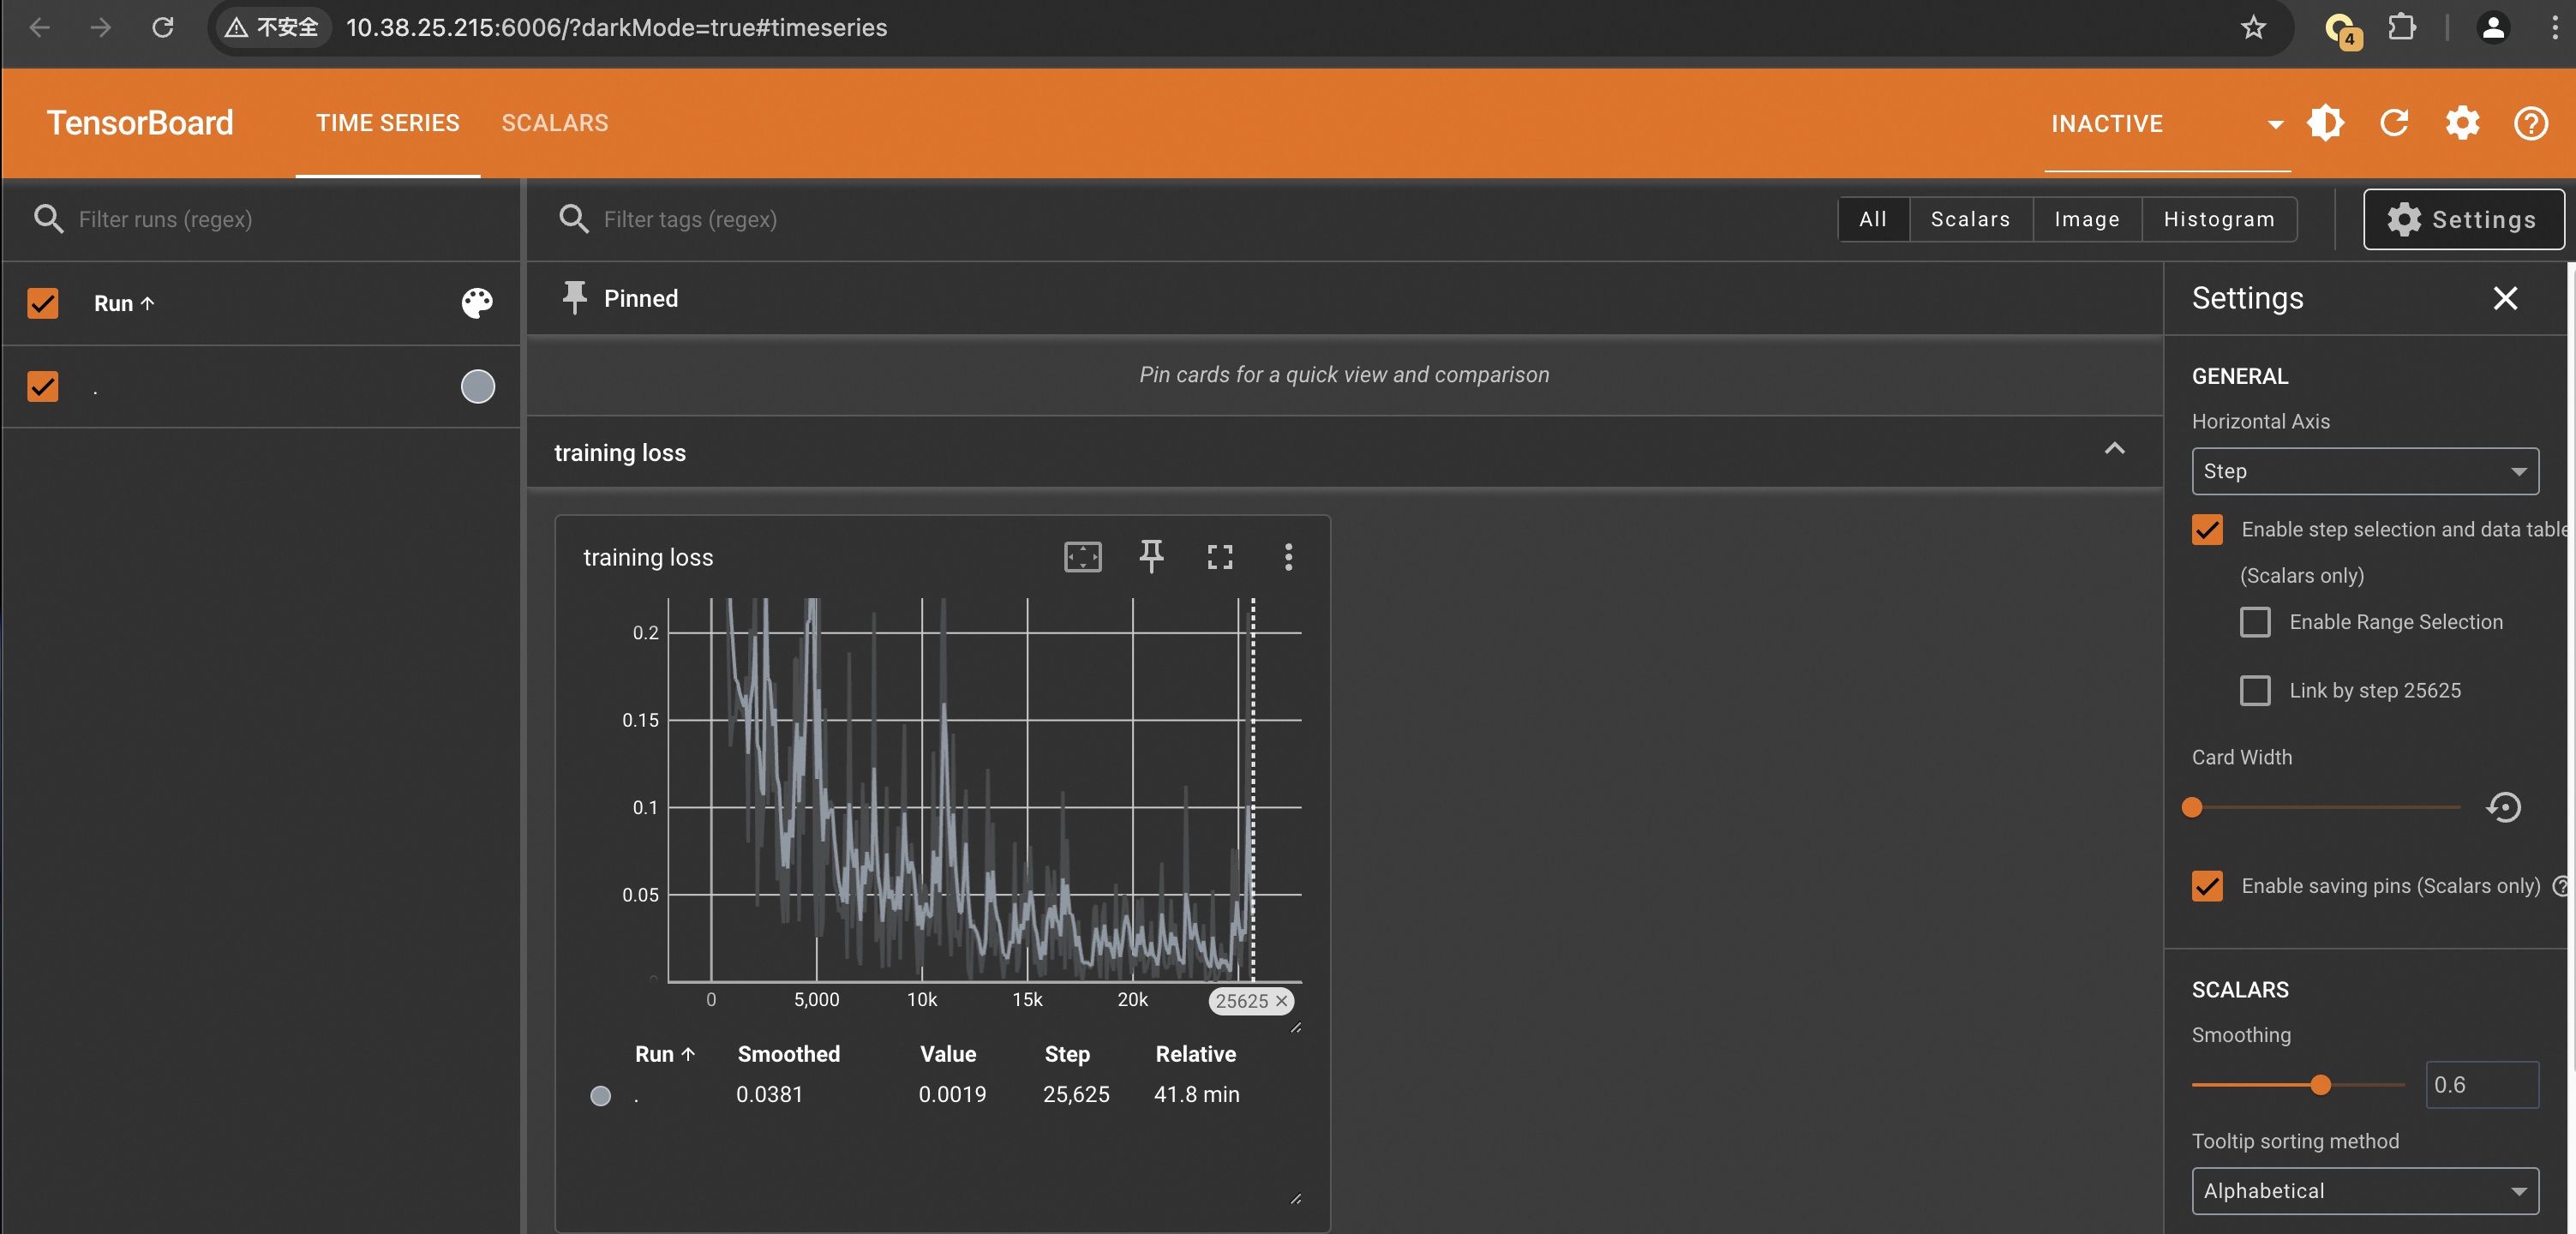 不安全 10.38.25.215:6006/?darkMode=true#timeseries
4
TensorBoard TIME SERIES SCALARS INACTIVE
Filter runs (regex)
Filter tags (regex)
All Scalars Image Histogram
Settings
Run
.
Pinned
Pin cards for a quick view and comparison
training loss
training loss
0.2
0.15
0.1
0.05
0 5,000 10k 15k 20k 25625
Run Smoothed Value Step Relative
. 0.0381 0.0019 25,625 41.8 min
Settings
GENERAL
Horizontal Axis
Step
Enable step selection and data table
(Scalars only)
Enable Range Selection
Link by step 25625
Card Width
Enable saving pins (Scalars only)
SCALARS
Smoothing
0.6
Tooltip sorting method
Alphabetical